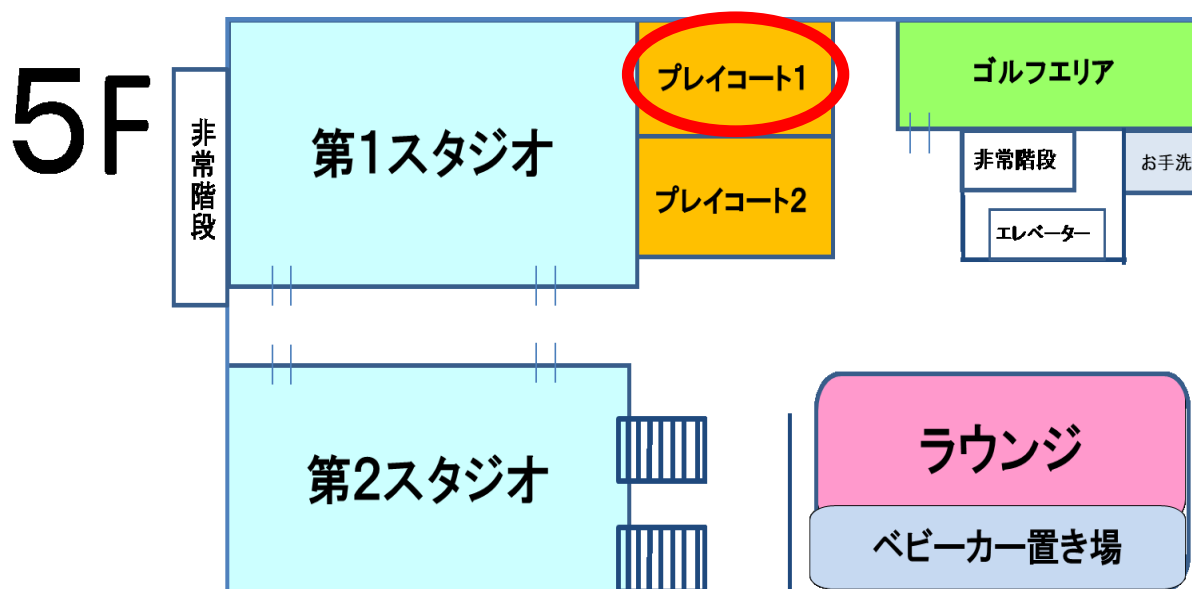 5F
非常階段
第1スタジオ
プレイコート1
プレイコート2
ゴルフエリア
非常階段
お手洗
エレベーター
第2スタジオ
ラウンジ
ベビーカー置き場